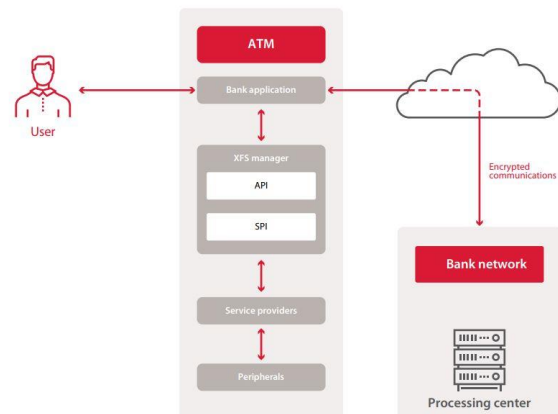 ATM
Bank application
User
XFS manager
API
SPI
Encrypted
communications
Service providers
Peripherals
Bank network
Processing center